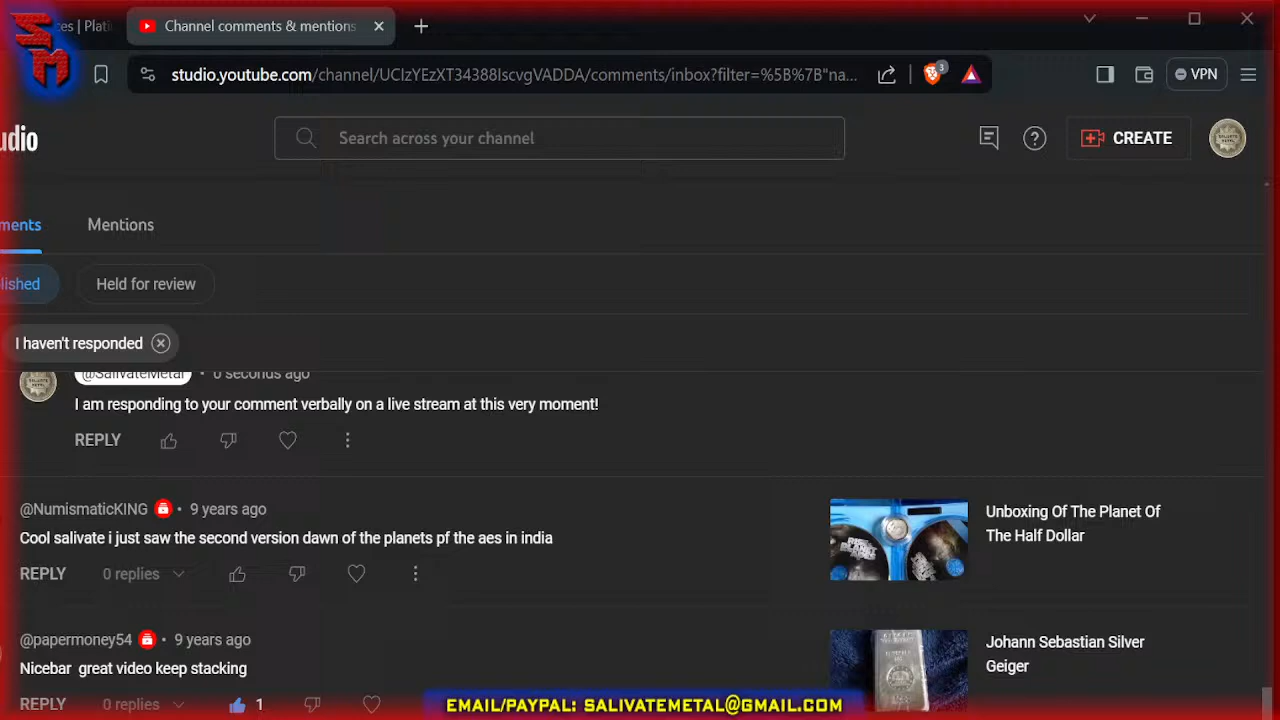 SM
ces | Plati
Channel comments & mentions
studio.youtube.com/channel/UCIzYEzXT34388IscvgVADDA/comments/inbox?filter=%5B%7B"na...
3
VPN
udio
Search across your channel
CREATE
ments
Mentions
lished
Held for review
I haven't responded
@SalivateMetal • 0 seconds ago
I am responding to your comment verbally on a live stream at this very moment!
REPLY
@NumismaticKING • 9 years ago
Cool salivate i just saw the second version dawn of the planets pf the aes in india
REPLY 0 replies
Unboxing Of The Planet Of
The Half Dollar
@papermoney54 • 9 years ago
Nicebar great video keep stacking
REPLY 0 replies 1
Johann Sebastian Silver
Geiger
EMAIL/PAYPAL: SALIVATEMETAL@GMAIL.COM